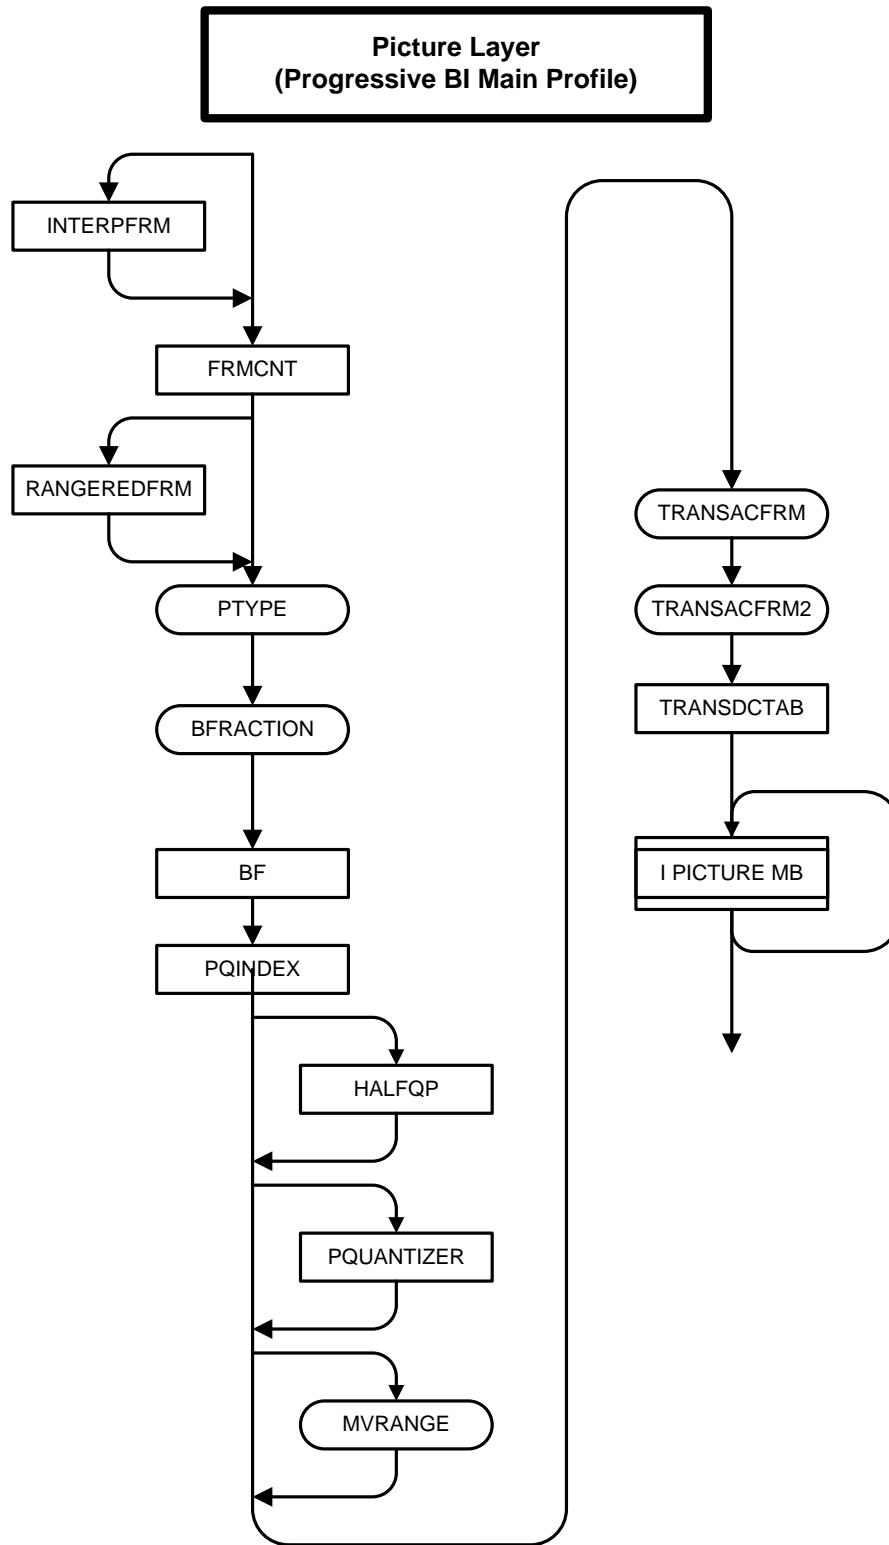 Picture Layer
(Progressive BI Main Profile)
INTERPFRM
FRMCNT
RANGEREDFRM
PTYPE
BFRACTION
BF
PQINDEX
HALFQP
PQUANTIZER
MVRANGE
TRANSACFRM
TRANSACFRM2
TRANSDCTAB
I PICTURE MB